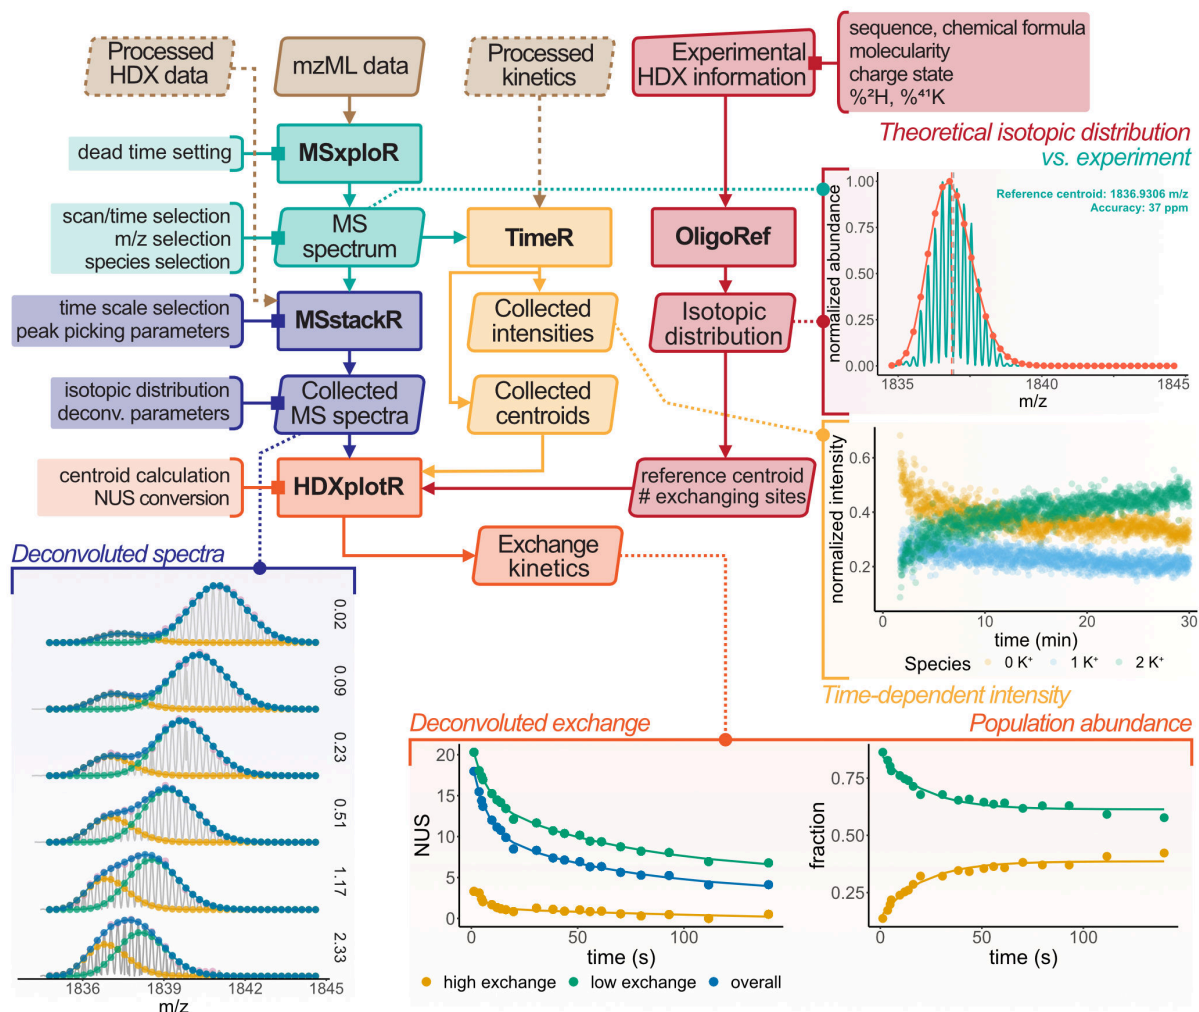 Processed
HDX data
mzML data
Processed
kinetics
Experimental
HDX information
sequence, chemical formula
molecularity
charge state
%²H, %⁴¹K
dead time setting
MSxploR
scan/time selection
m/z selection
species selection
MS
spectrum
TimeR
OligoRef
time scale selection
peak picking parameters
MSstackR
Collected
intensities
Isotopic
distribution
isotopic distribution
deconv. parameters
Collected
MS spectra
Collected
centroids
centroid calculation
NUS conversion
HDXplotR
reference centroid
# exchanging sites
Exchange
kinetics
Theoretical isotopic distribution
vs. experiment
Reference centroid: 1836.9306 m/z
Accuracy: 37 ppm
normalized abundance
1.00
0.75
0.50
0.25
0.00
1835
1840
1845
m/z
normalized intensity
0.6
0.4
0.2
0
10
20
30
time (min)
Species
0 K⁺
1 K⁺
2 K⁺
Time-dependent intensity
Deconvoluted spectra
0.02
0.09
0.23
0.51
1.17
2.33
1836
1839
1842
1845
m/z
Deconvoluted exchange
NUS
20
15
10
5
0
0
50
100
time (s)
high exchange
low exchange
overall
Population abundance
fraction
0.75
0.50
0.25
0
50
100
time (s)